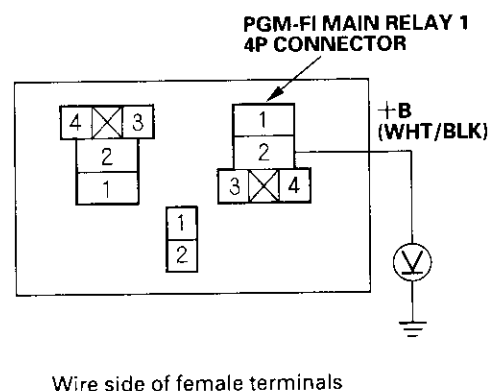 PGM-FI MAIN RELAY 1
4P CONNECTOR
+B
(WHT/BLK)
4 3
2
1
1
2
3 4
1
2
V
Wire side of female terminals